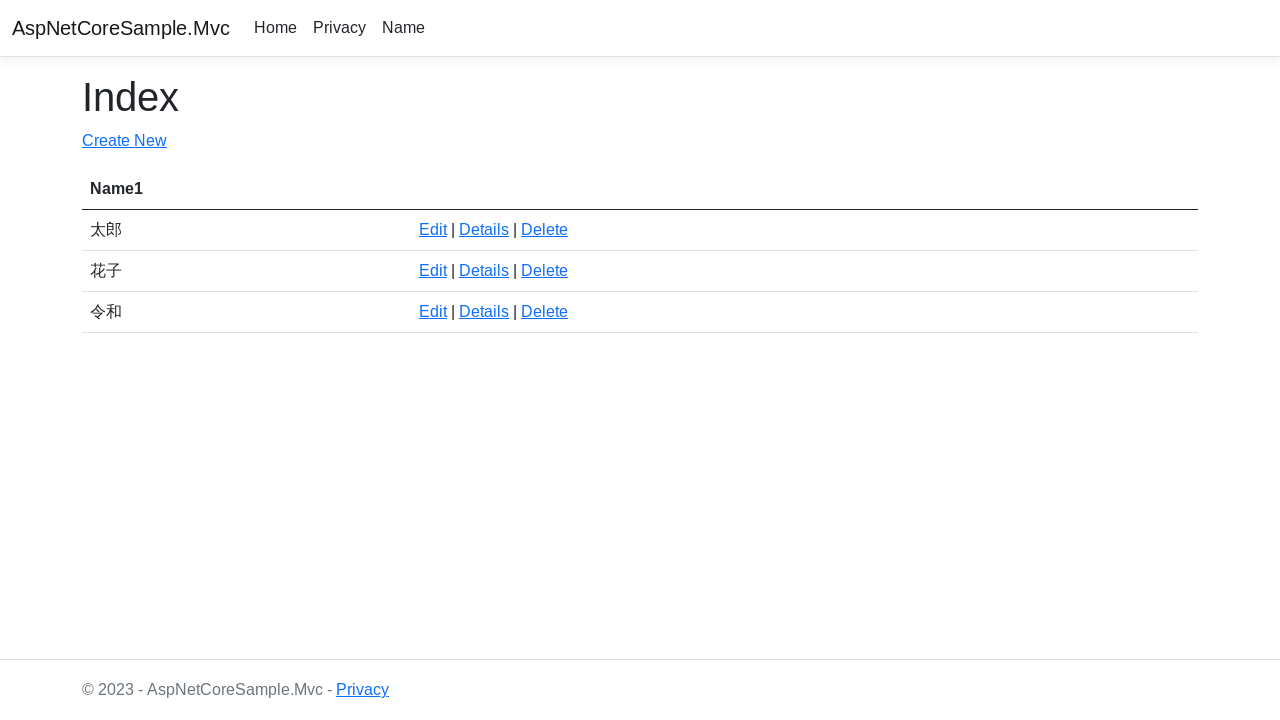 AspNetCoreSample.Mvc Home Privacy Name
Index
Create New
Name1
太郎 Edit | Details | Delete
花子 Edit | Details | Delete
令和 Edit | Details | Delete
© 2023 - AspNetCoreSample.Mvc - Privacy